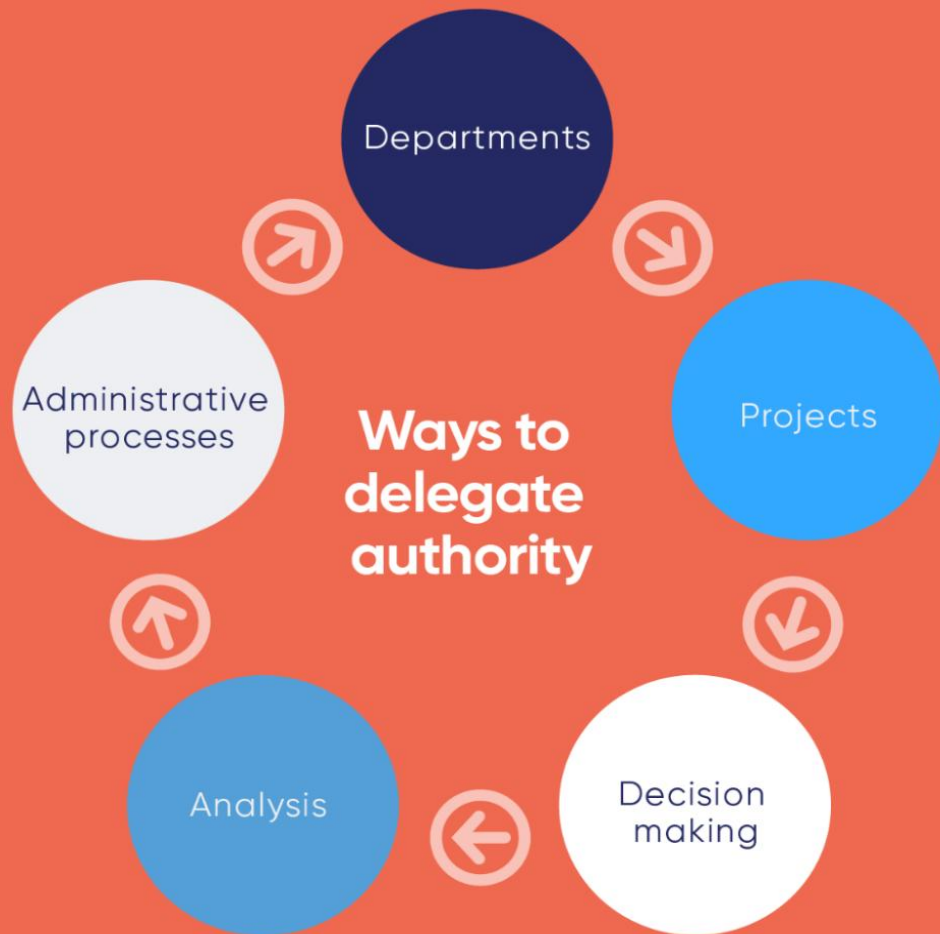 Departments
Projects
Decision
making
Analysis
Administrative
processes
Ways to
delegate
authority